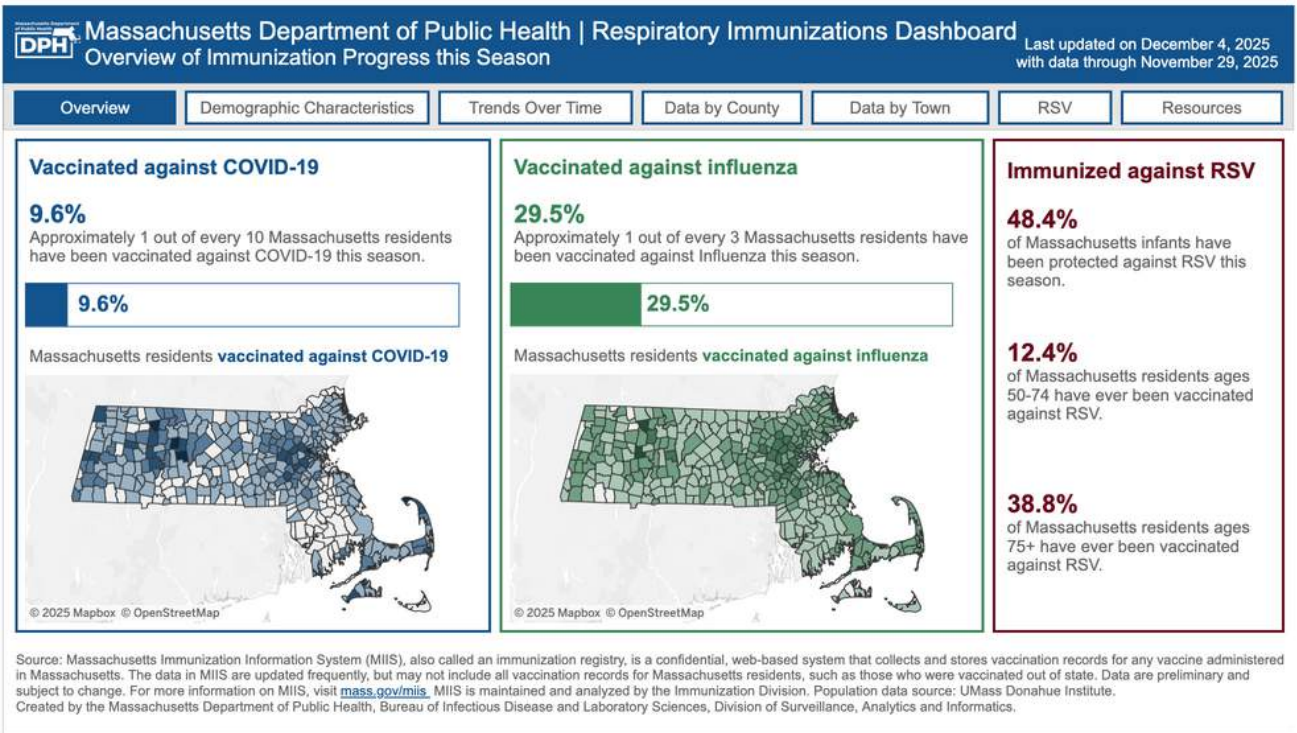 Massachusetts Department
of Public Health
DPH
Massachusetts Department of Public Health | Respiratory Immunizations Dashboard
Overview of Immunization Progress this Season
Last updated on December 4, 2025
with data through November 29, 2025
Overview
Demographic Characteristics
Trends Over Time
Data by County
Data by Town
RSV
Resources
Vaccinated against COVID-19
9.6%
Approximately 1 out of every 10 Massachusetts residents
have been vaccinated against COVID-19 this season.
9.6%
Massachusetts residents vaccinated against COVID-19
© 2025 Mapbox © OpenStreetMap
Vaccinated against influenza
29.5%
Approximately 1 out of every 3 Massachusetts residents have
been vaccinated against Influenza this season.
29.5%
Massachusetts residents vaccinated against influenza
© 2025 Mapbox © OpenStreetMap
Immunized against RSV
48.4%
of Massachusetts infants have
been protected against RSV this
season.
12.4%
of Massachusetts residents ages
50-74 have ever been vaccinated
against RSV.
38.8%
of Massachusetts residents ages
75+ have ever been vaccinated
against RSV.
Source: Massachusetts Immunization Information System (MIIS), also called an immunization registry, is a confidential, web-based system that collects and stores vaccination records for any vaccine administered
in Massachusetts. The data in MIIS are updated frequently, but may not include all vaccination records for Massachusetts residents, such as those who were vaccinated out of state. Data are preliminary and
subject to change. For more information on MIIS, visit mass.gov/miis MIIS is maintained and analyzed by the Immunization Division. Population data source: UMass Donahue Institute.
Created by the Massachusetts Department of Public Health, Bureau of Infectious Disease and Laboratory Sciences, Division of Surveillance, Analytics and Informatics.